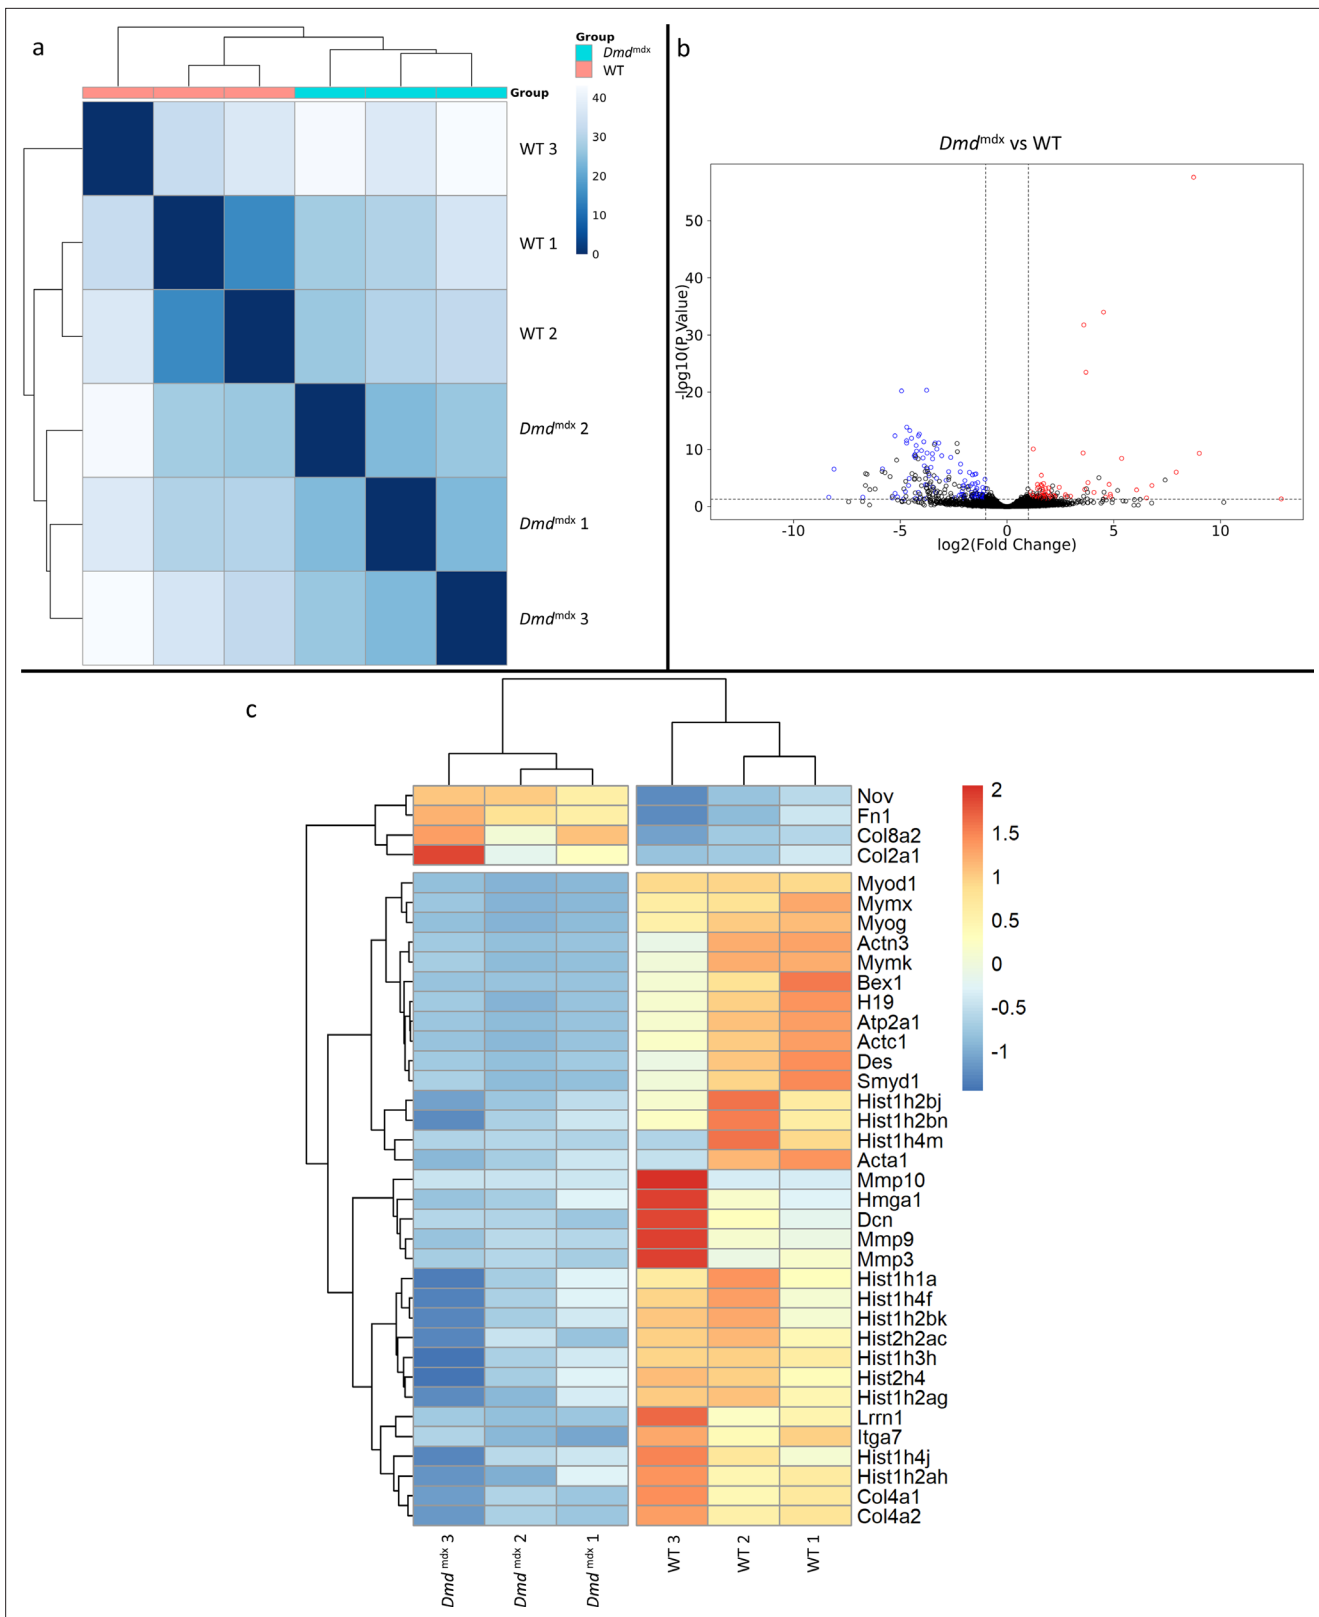 a
Group
Dmdmdx
WT
Group
40
30
20
10
0
WT 3
WT 1
WT 2
Dmdmdx 2
Dmdmdx 1
Dmdmdx 3
b
Dmdmdx vs WT
-log10(P Value)
50
40
30
20
10
0
-10 -5 0 5 10
log2(Fold Change)
c
Nov
Fn1
Col8a2
Col2a1
Myod1
Mymx
Myog
Actn3
Mymk
Bex1
H19
Atp2a1
Actc1
Des
Smyd1
Hist1h2bj
Hist1h2bn
Hist1h4m
Acta1
Mmp10
Hmga1
Dcn
Mmp9
Mmp3
Hist1h1a
Hist1h4f
Hist1h2bk
Hist2h2ac
Hist1h3h
Hist2h4
Hist1h2ag
Lrrn1
Itga7
Hist1h4j
Hist1h2ah
Col4a1
Col4a2
2
1.5
1
0.5
0
-0.5
-1
Dmd mdx 3
Dmd mdx 2
Dmd mdx 1
WT 3
WT 2
WT 1